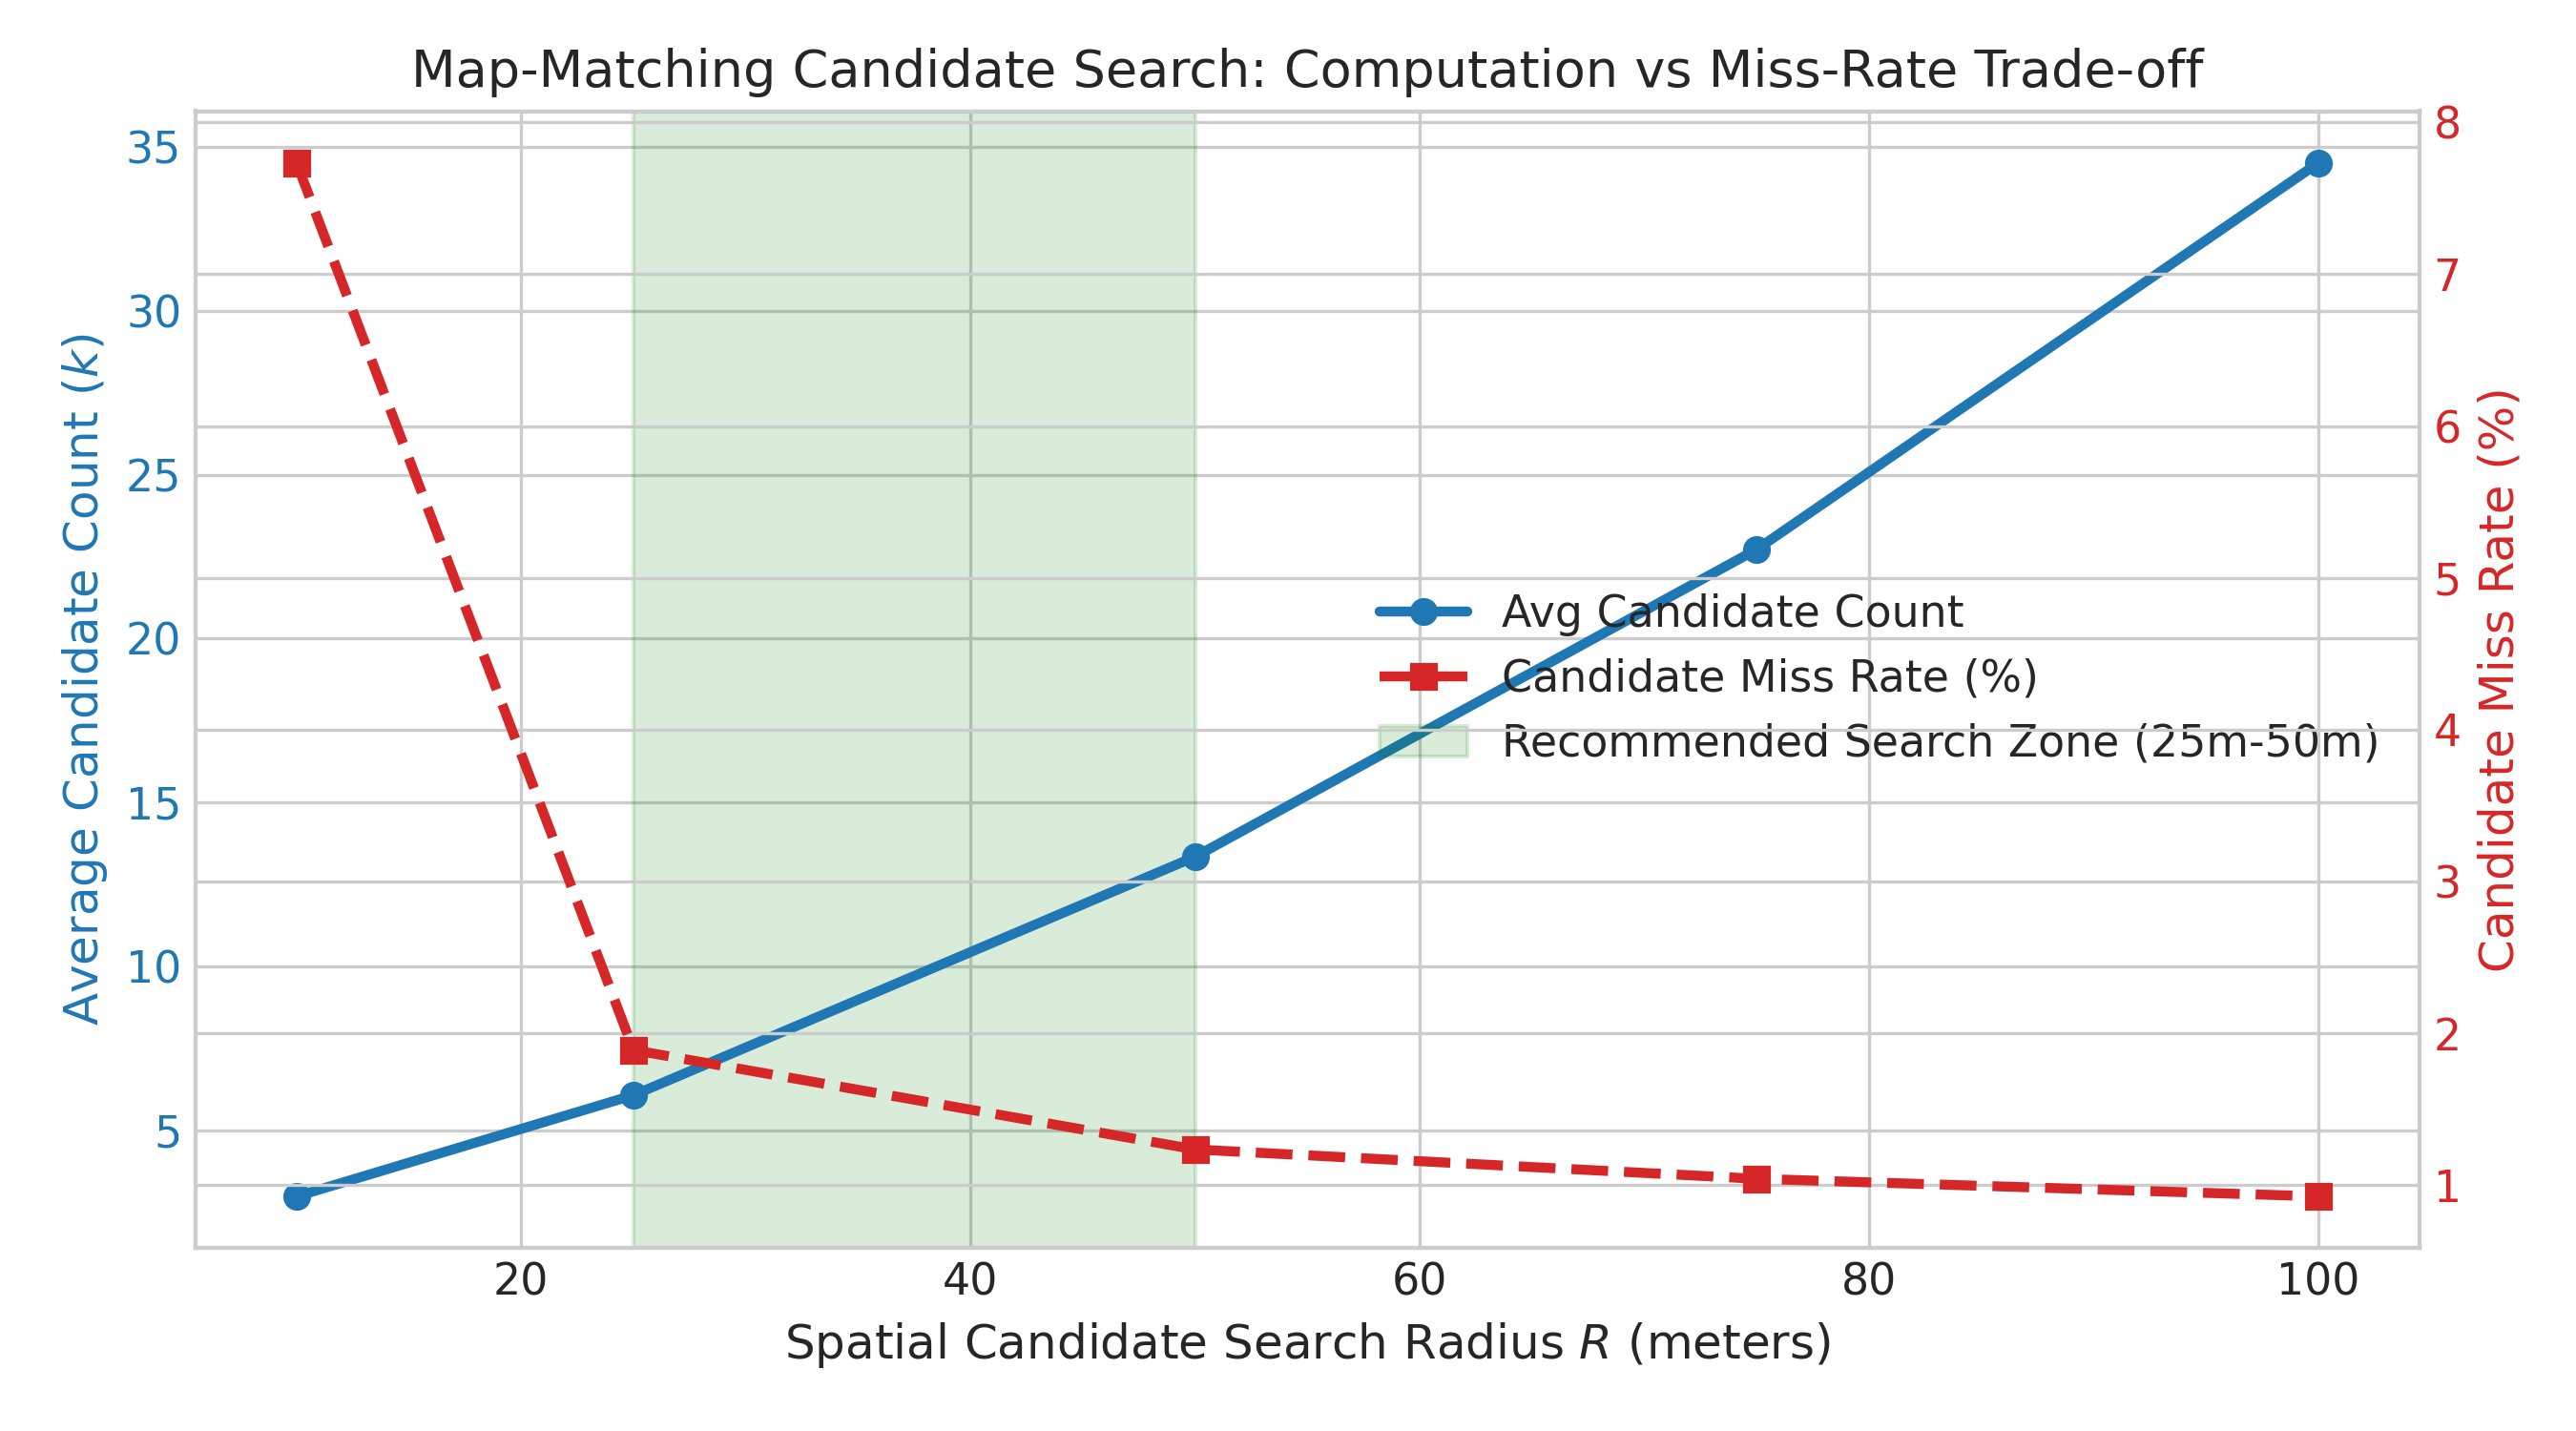 Map-Matching Candidate Search: Computation vs Miss-Rate Trade-off
Average Candidate Count (k)
35
30
25
20
15
10
5
8
7
6
5
4
3
2
1
Candidate Miss Rate (%)
Avg Candidate Count
Candidate Miss Rate (%)
Recommended Search Zone (25m-50m)
20 40 60 80 100
Spatial Candidate Search Radius R (meters)